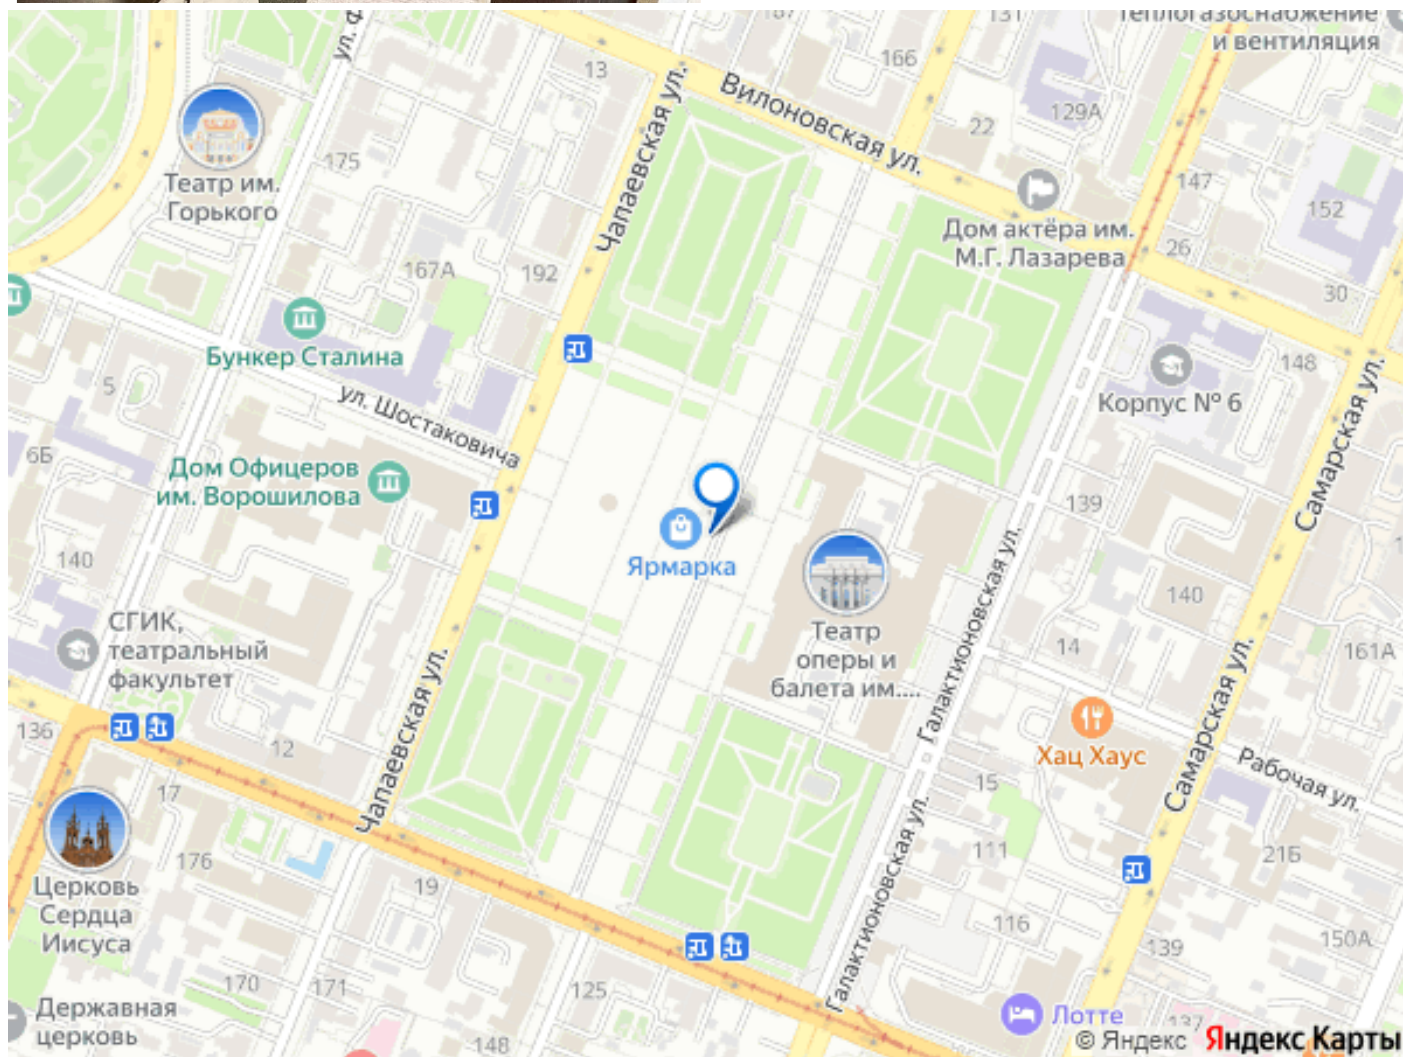 ул. Ф
187
131
Теплогазоснабжение
и вентиляция
166
13
Вилоновская ул.
129А
22
Чапаевская ул.
175
Театр им.
Горького
147
152
Дом актёра им.
М.Г. Лазарева
26
167А
192
30
Бункер Сталина
148
Корпус № 6
5
ул. Шостаковича
6Б
Дом Офицеров
им. Ворошилова
139
Самарская ул.
140
Ярмарка
Галактионовская ул.
140
СГИК,
театральный
факультет
Театр
оперы и
балета им....
14
161А
Чапаевская ул.
136
12
Хац Хаус
Самарская ул.
Рабочая ул.
17
15
176
111
21Б
Церковь
Сердца
Иисуса
19
Галактионовская ул.
116
139
150А
170
171
125
Державная
церковь
Лотте
137
148
© Яндекс Яндекс Карты